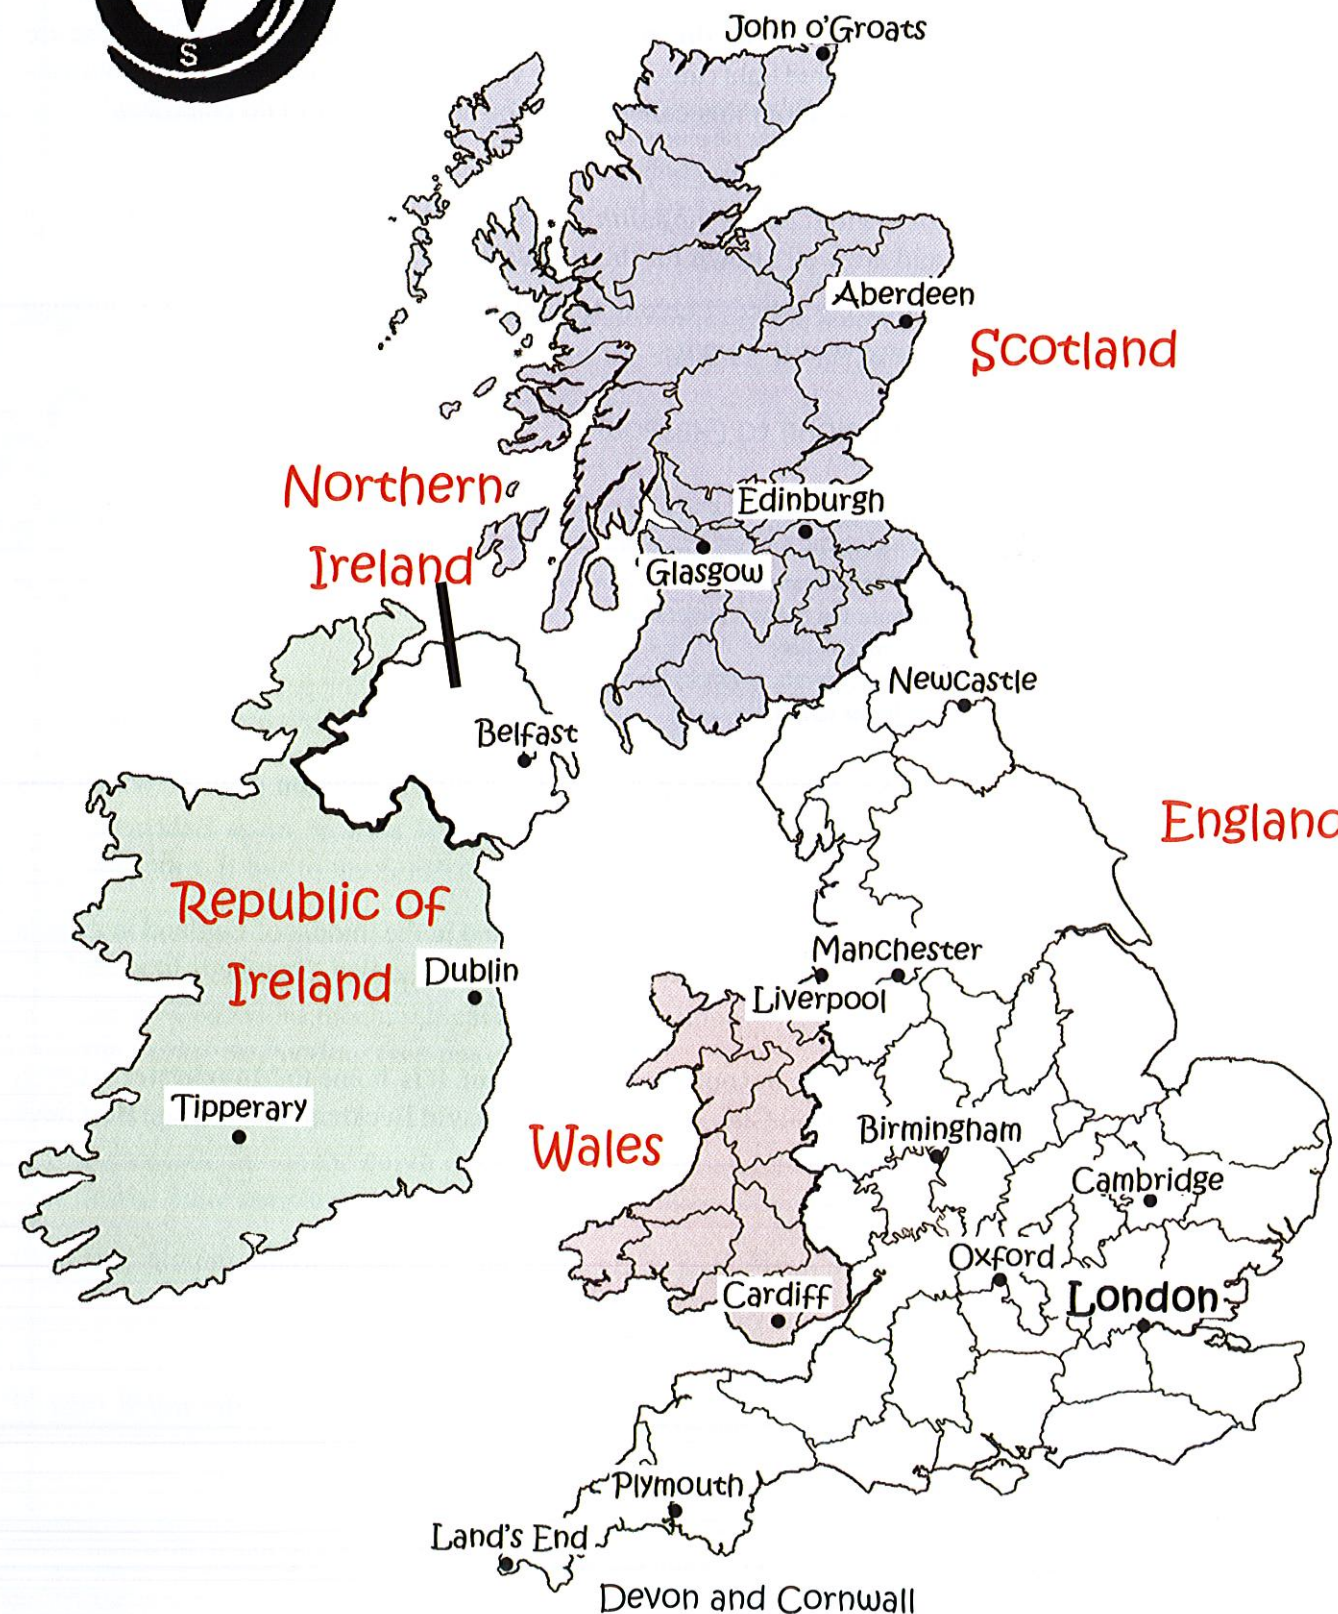 S
John o'Groats
Aberdeen
Scotland
Northern
Ireland
Edinburgh
Glasgow
Newcastle
Belfast
England
Republic of
Ireland
Dublin
Manchester
Liverpool
Tipperary
Wales
Birmingham
Cambridge
Oxford
London
Cardiff
Plymouth
Land's End
Devon and Cornwall